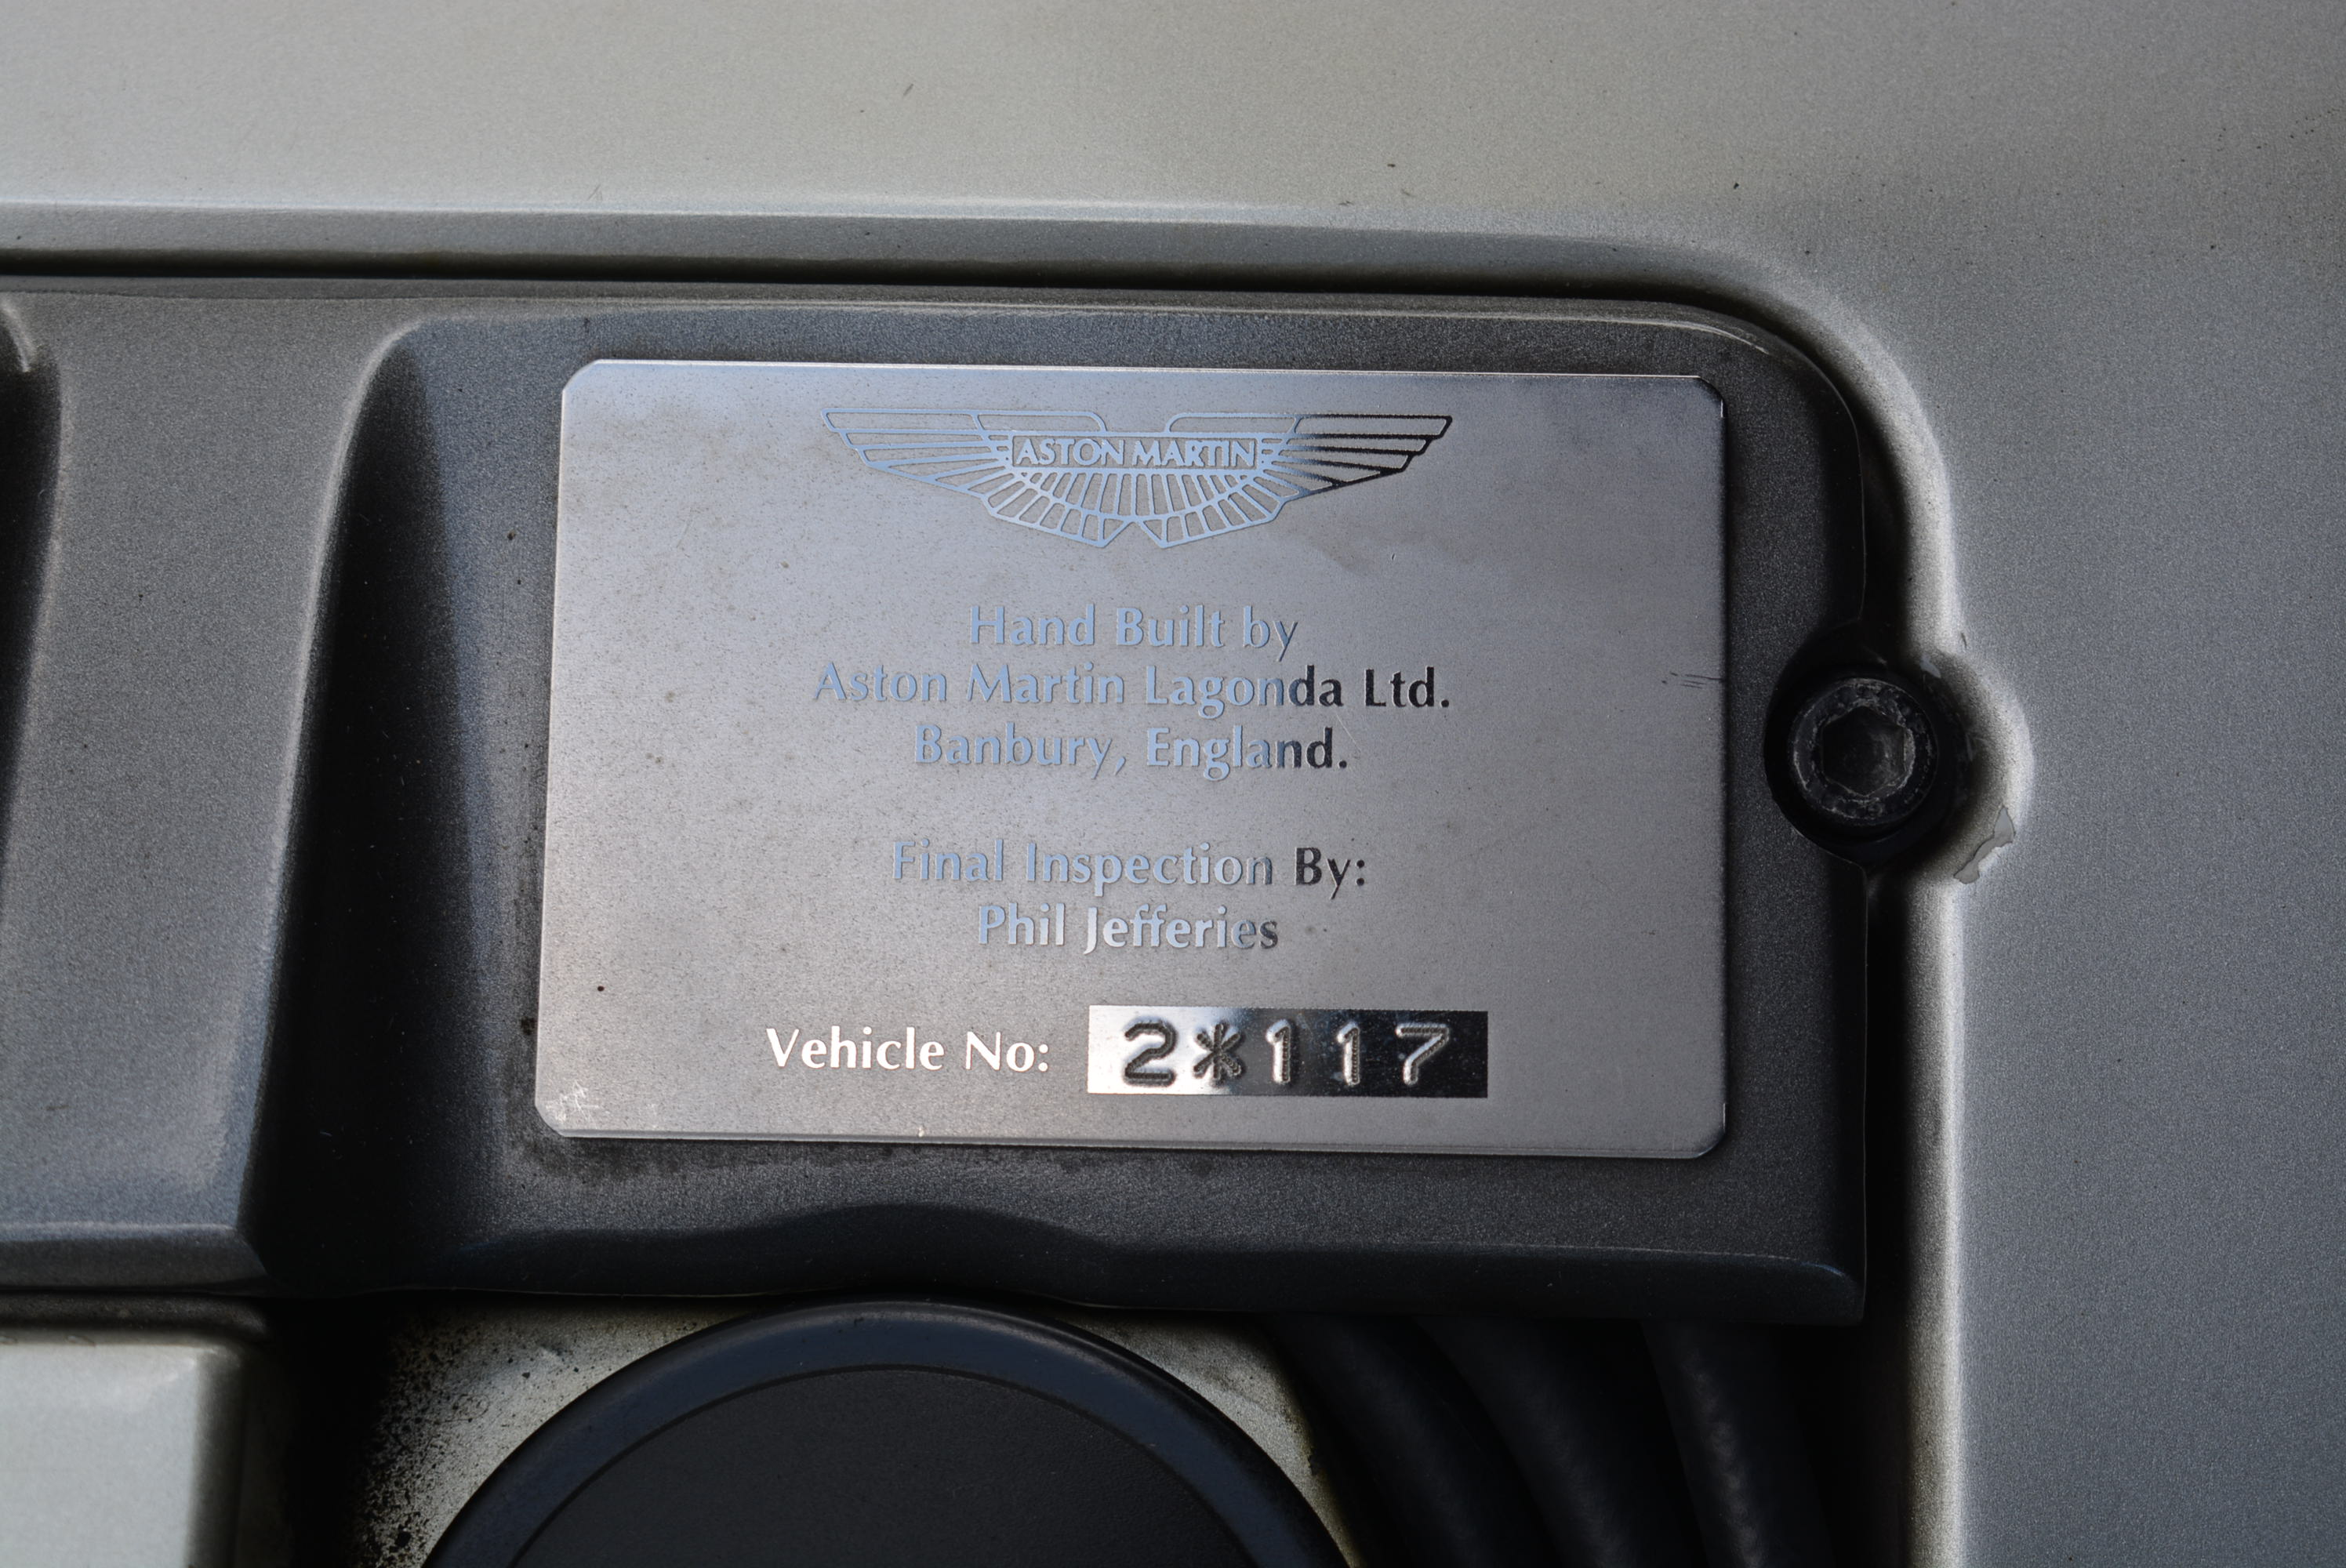 ASTON MARTIN
Hand Built by
Aston Martin Lagonda Ltd.
Banbury, England.
Final Inspection By:
Phil Jefferies
Vehicle No: 2*117